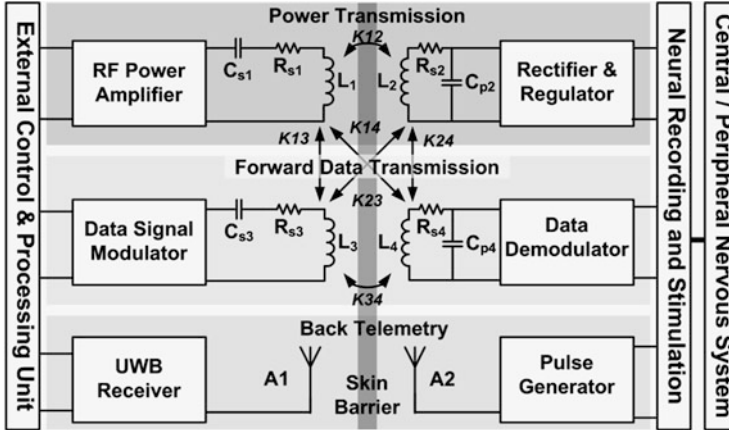 External Control & Processing Unit
Power Transmission
K12
RF Power
Amplifier
Cs1
Rs1
L1
L2
Rs2
Cp2
Rectifier &
Regulator
K13
K14
K24
Forward Data Transmission
K23
Data Signal
Modulator
Cs3
Rs3
L3
L4
Rs4
Cp4
Data
Demodulator
K34
Back Telemetry
UWB
Receiver
A1
Skin
Barrier
A2
Pulse
Generator
Neural Recording and Stimulation
Central / Peripheral Nervous System